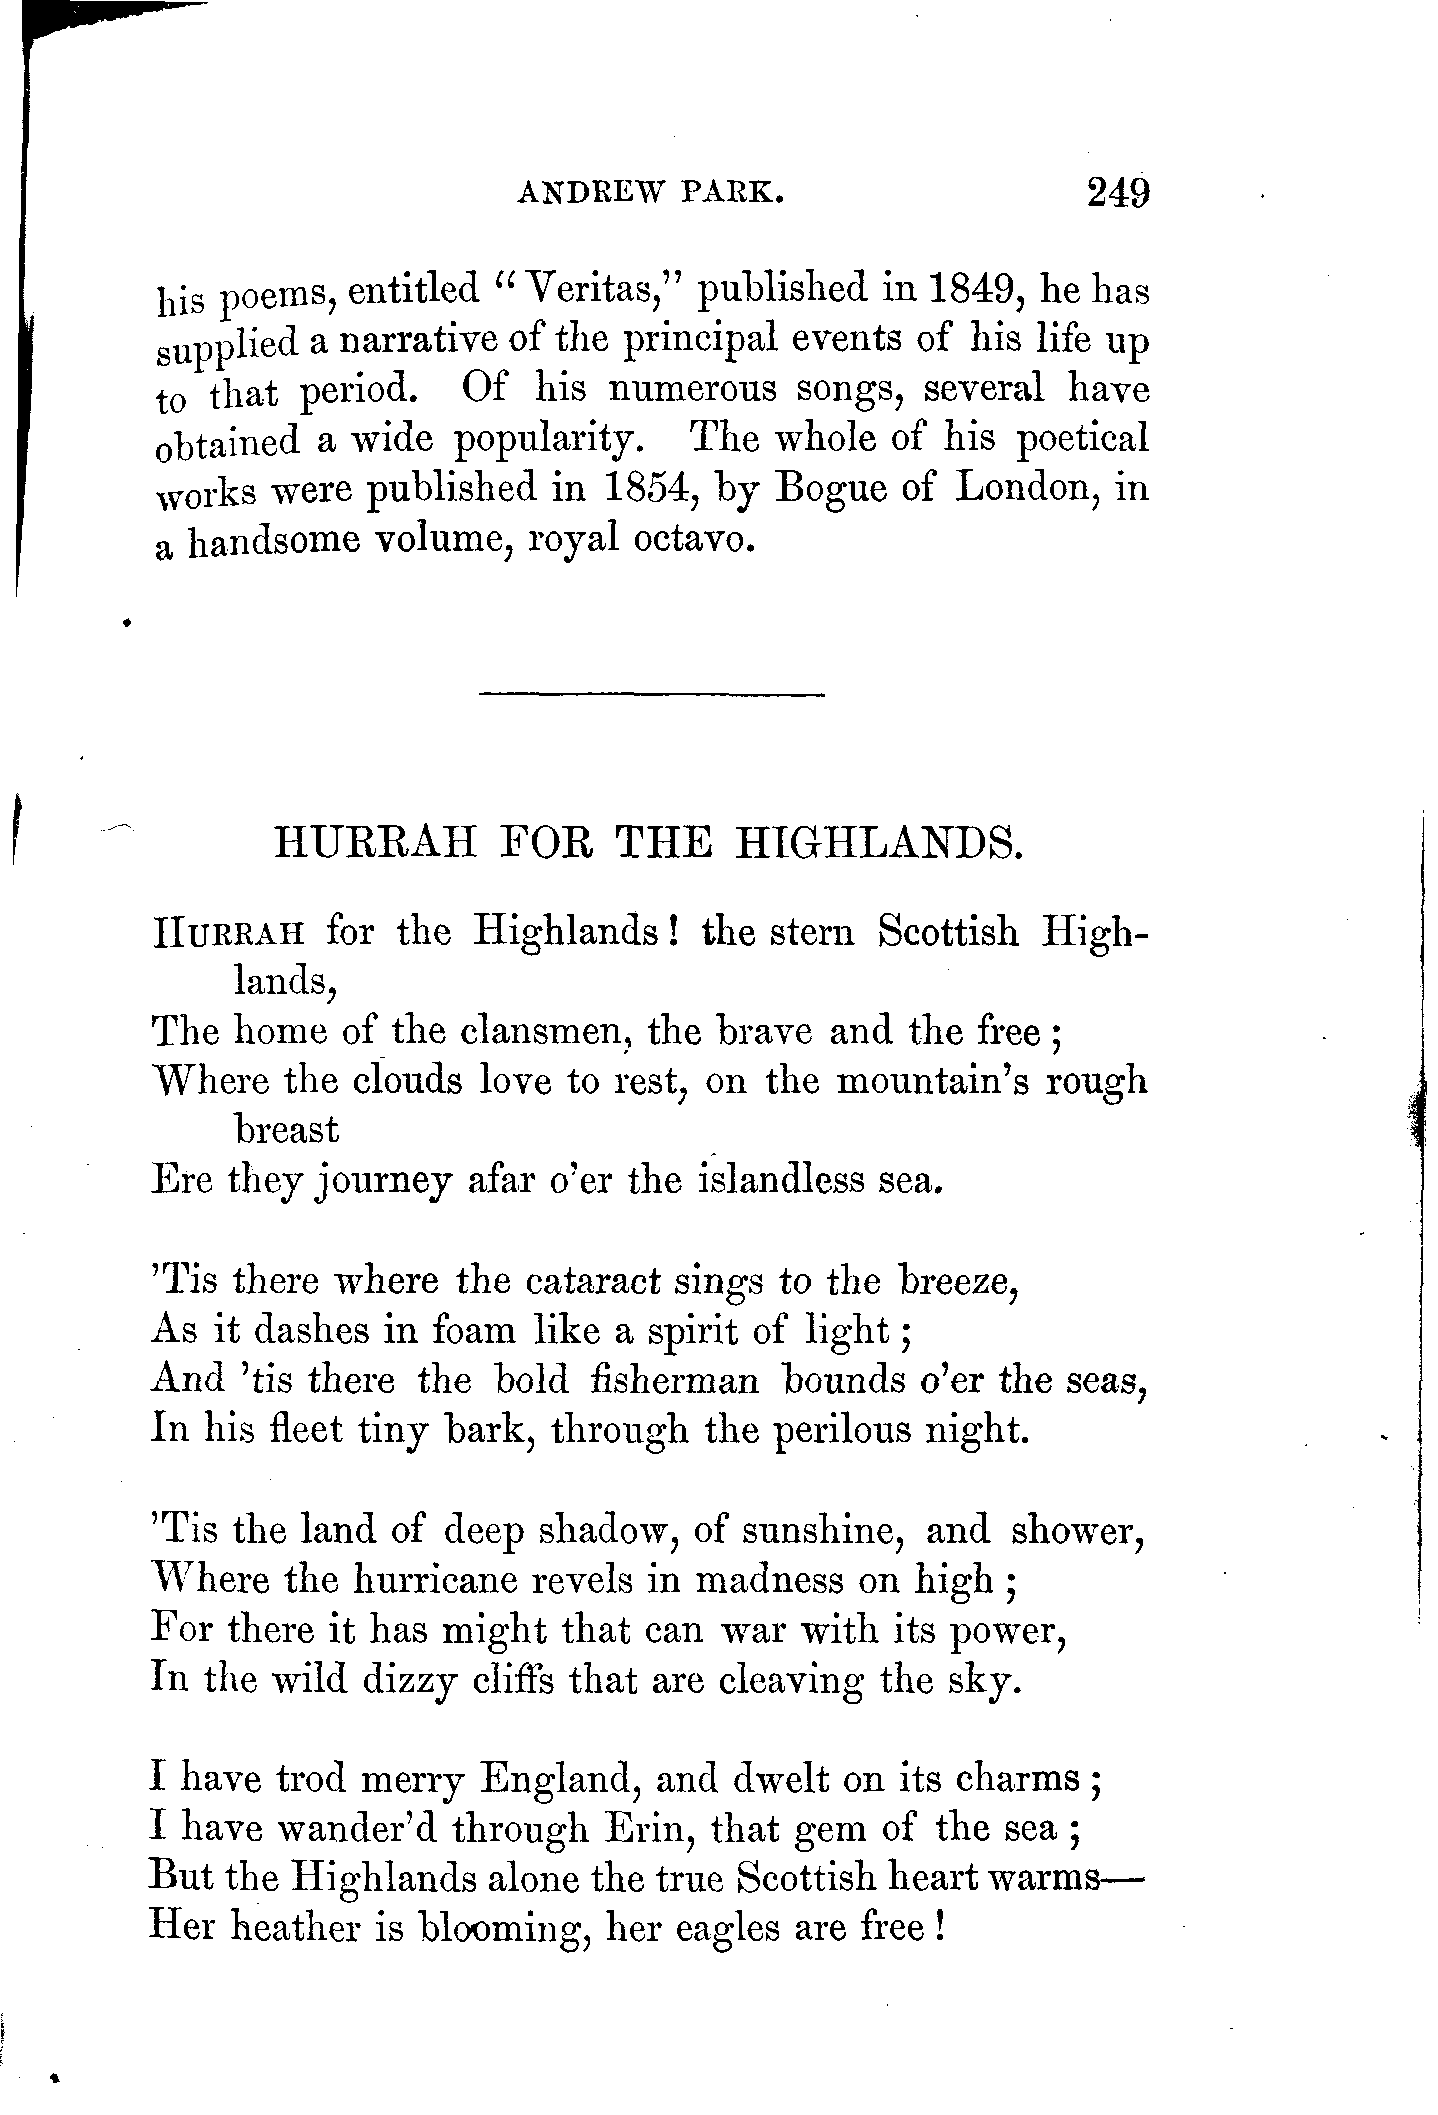 ANDREW PARK. 249
his poems, entitled “Veritas,” published in 1849, he has
supplied a narrative of the principal events of his life up
to that period. Of his numerous songs, several have
obtained a wide popularity. The whole of his poetical
works were published in 1854, by Bogue of London, in
a handsome volume, royal octavo.
HURRAH FOR THE HIGHLANDS.
HURRAH for the Highlands! the stern Scottish High-
lands,
The home of the clansmen, the brave and the free;
Where the clouds love to rest, on the mountain's rough
breast
Ere they journey afar o'er the islandless sea.
'Tis there where the cataract sings to the breeze,
As it dashes in foam like a spirit of light;
And 'tis there the bold fisherman bounds o'er the seas,
In his fleet tiny bark, through the perilous night.
'Tis the land of deep shadow, of sunshine, and shower,
Where the hurricane revels in madness on high;
For there it has might that can war with its power,
In the wild dizzy cliffs that are cleaving the sky.
I have trod merry England, and dwelt on its charms;
I have wander'd through Erin, that gem of the sea;
But the Highlands alone the true Scottish heart warms—
Her heather is blooming, her eagles are free!